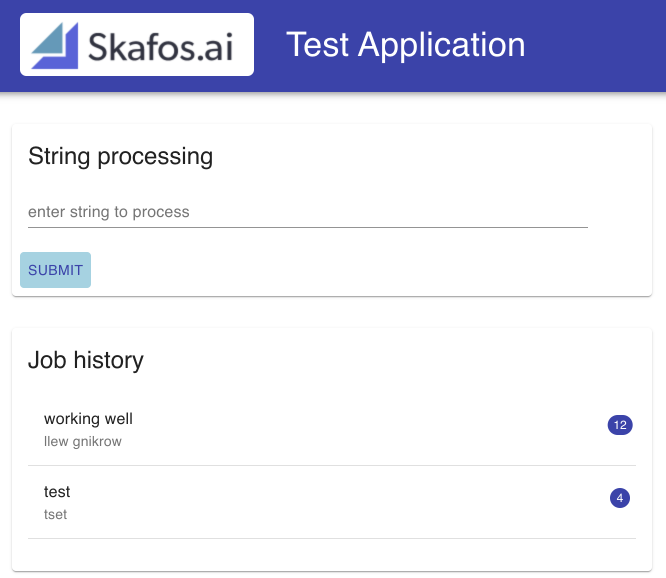 Skafos.ai
Test Application
String processing
enter string to process
SUBMIT
Job history
working well
12
llew gnikrow
test
4
tset